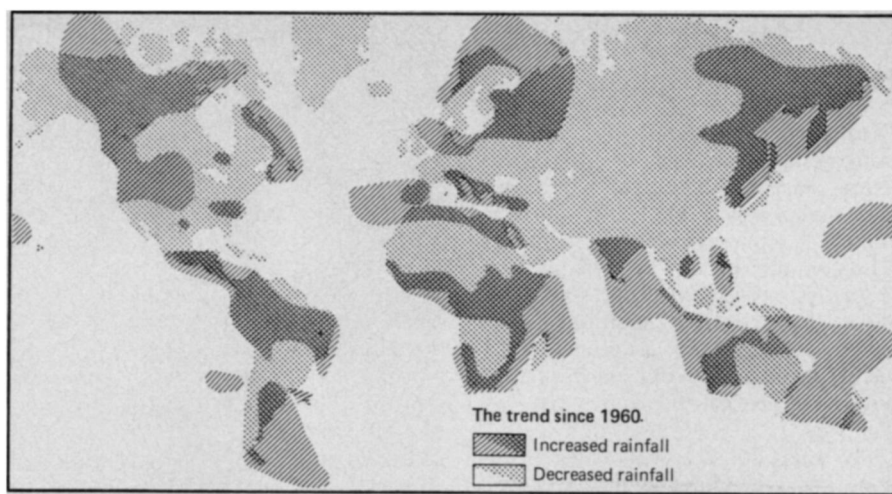 The trend since 1960.
Increased rainfall
Decreased rainfall